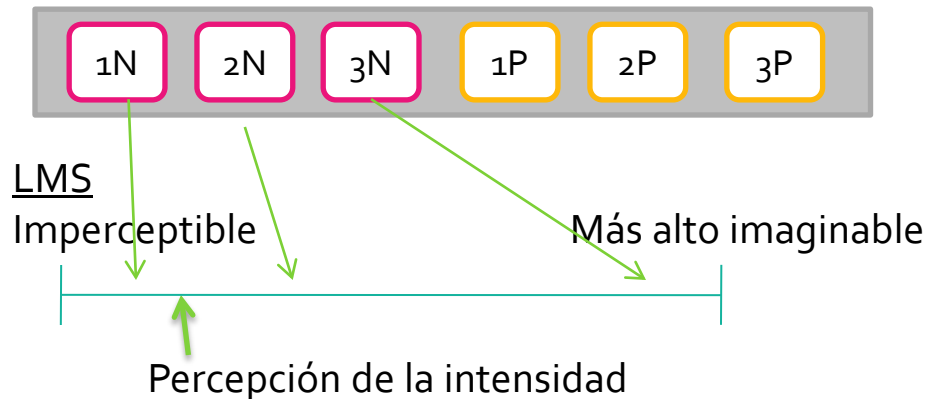 1N 2N 3N 1P 2P 3P
LMS
Imperceptible Más alto imaginable
Percepción de la intensidad